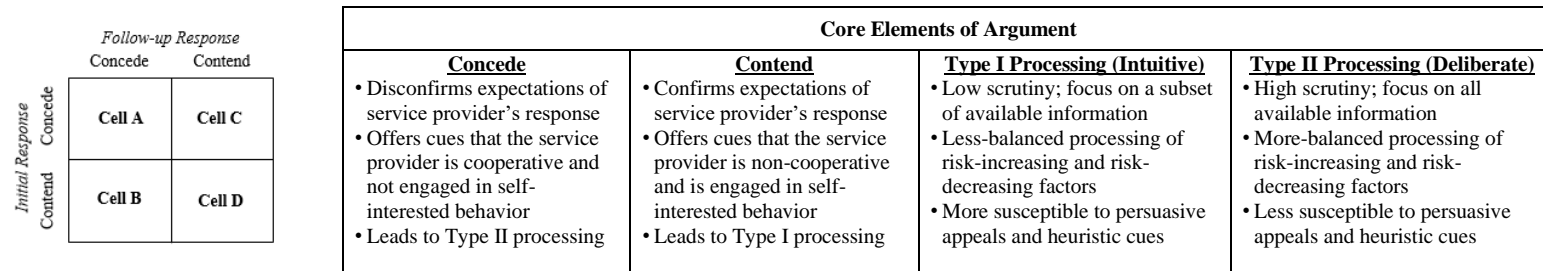 Follow-up Response
Concede Contend
Initial Response
Concede
Contend
Cell A Cell C
Cell B Cell D
Core Elements of Argument
Concede
• Disconfirms expectations of
service provider's response
• Offers cues that the service
provider is cooperative and
not engaged in self-
interested behavior
• Leads to Type II processing
Contend
• Confirms expectations of
service provider's response
• Offers cues that the service
provider is non-cooperative
and is engaged in self-
interested behavior
• Leads to Type I processing
Type I Processing (Intuitive)
• Low scrutiny; focus on a subset
of available information
• Less-balanced processing of
risk-increasing and risk-
decreasing factors
• More susceptible to persuasive
appeals and heuristic cues
Type II Processing (Deliberate)
• High scrutiny; focus on all
available information
• More-balanced processing of
risk-increasing and risk-
decreasing factors
• Less susceptible to persuasive
appeals and heuristic cues